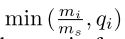 min ( m_i / m_s , q_i )